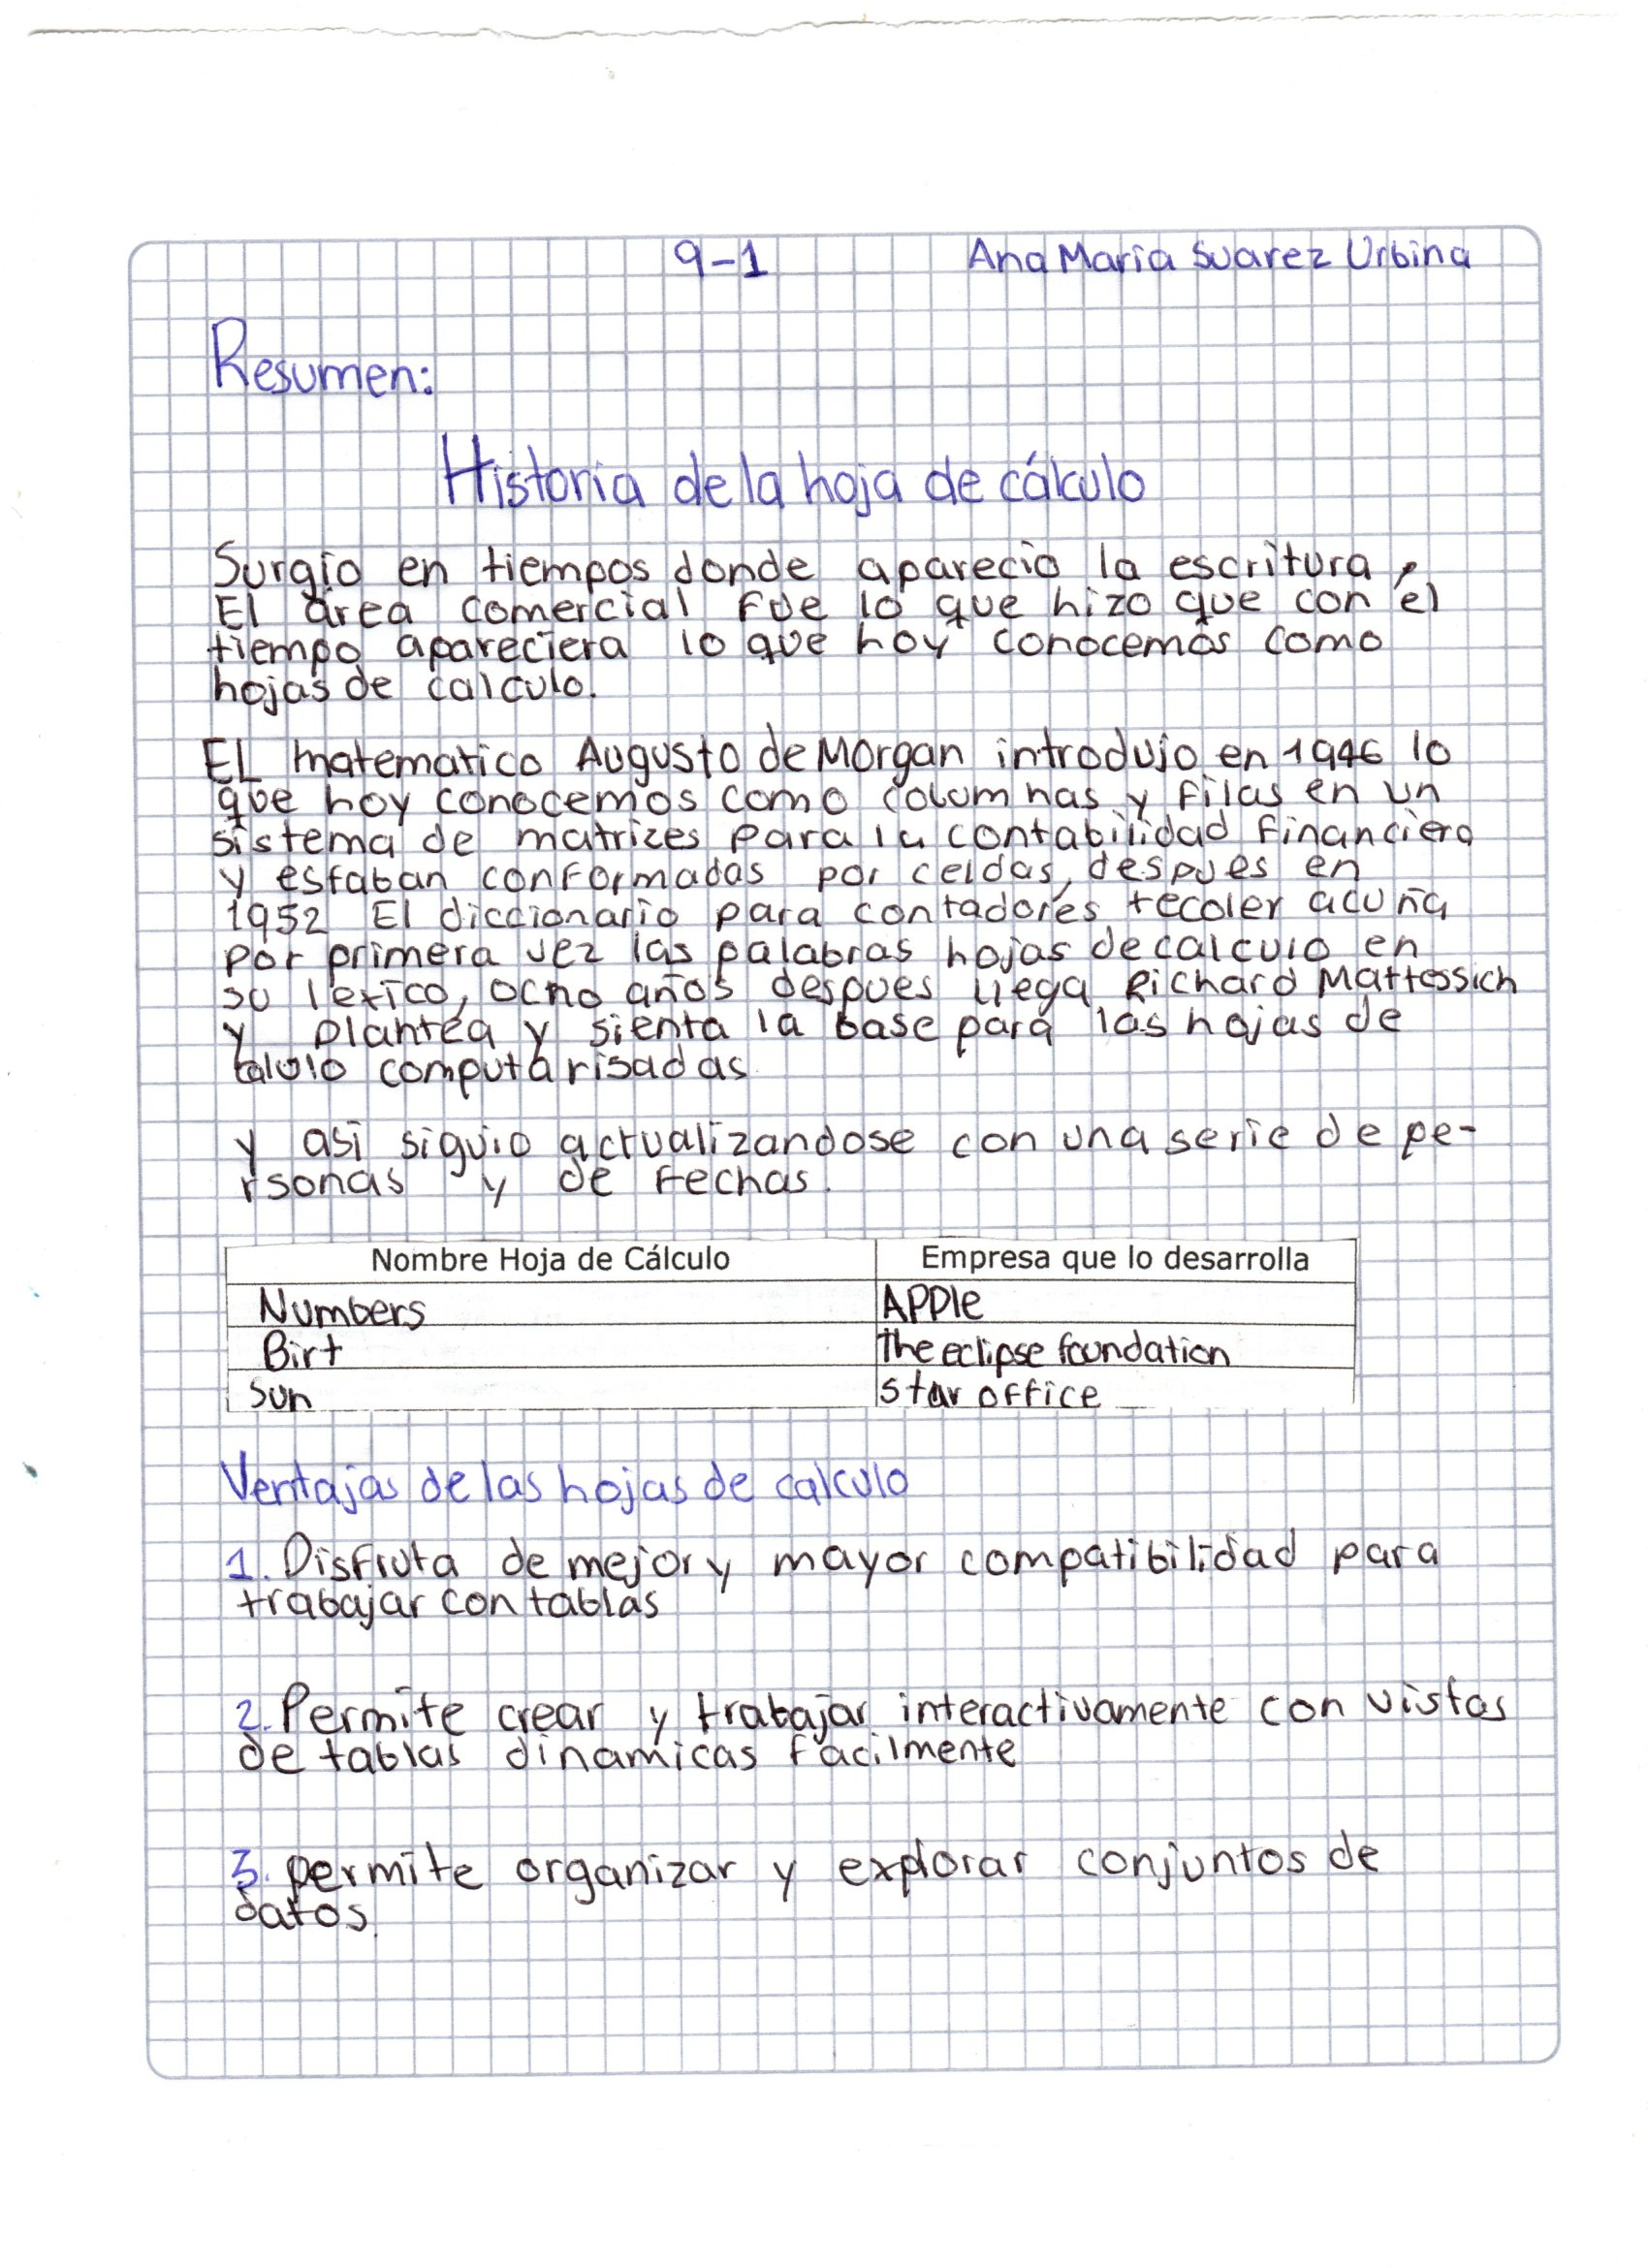 9-1 Ana Maria Suarez Urbina
Resumen:
Historia de la hoja de cálculo
Surgio en tiempos donde aparecio la escritura,
El área comercial fue lo que hizo que con el
tiempo apareciera lo que hoy conocemos como
hojas de calculo.
EL matematico Augusto de Morgan introdujo en 1946 lo
que hoy conocemos como columnas y filas en un
sistema de matrices para la contabilidad financiera
y estaban conformadas por celdas, despues en
1952 El diccionario para contadores tecoler acuña
por primera vez las palabras hojas de calculo en
su lexico, ocho años despues llega Richard Mattessich
y plantea y sienta la base para las hojas de
calulo computarisadas
y asi siguio actualizandose con una serie de pe-
rsonas y de fechas.
Nombre Hoja de Cálculo Empresa que lo desarrolla
Numbers Apple
Birt The eclipse foundation
Sun star office
Ventajas de las hojas de calculo
1. Disfruta de mejor y mayor compatibilidad para
trabajar con tablas
2. Permite crear y trabajar interactivamente con vistas
de tablas dinamicas facilmente
3. permite organizar y explorar conjuntos de
datos.